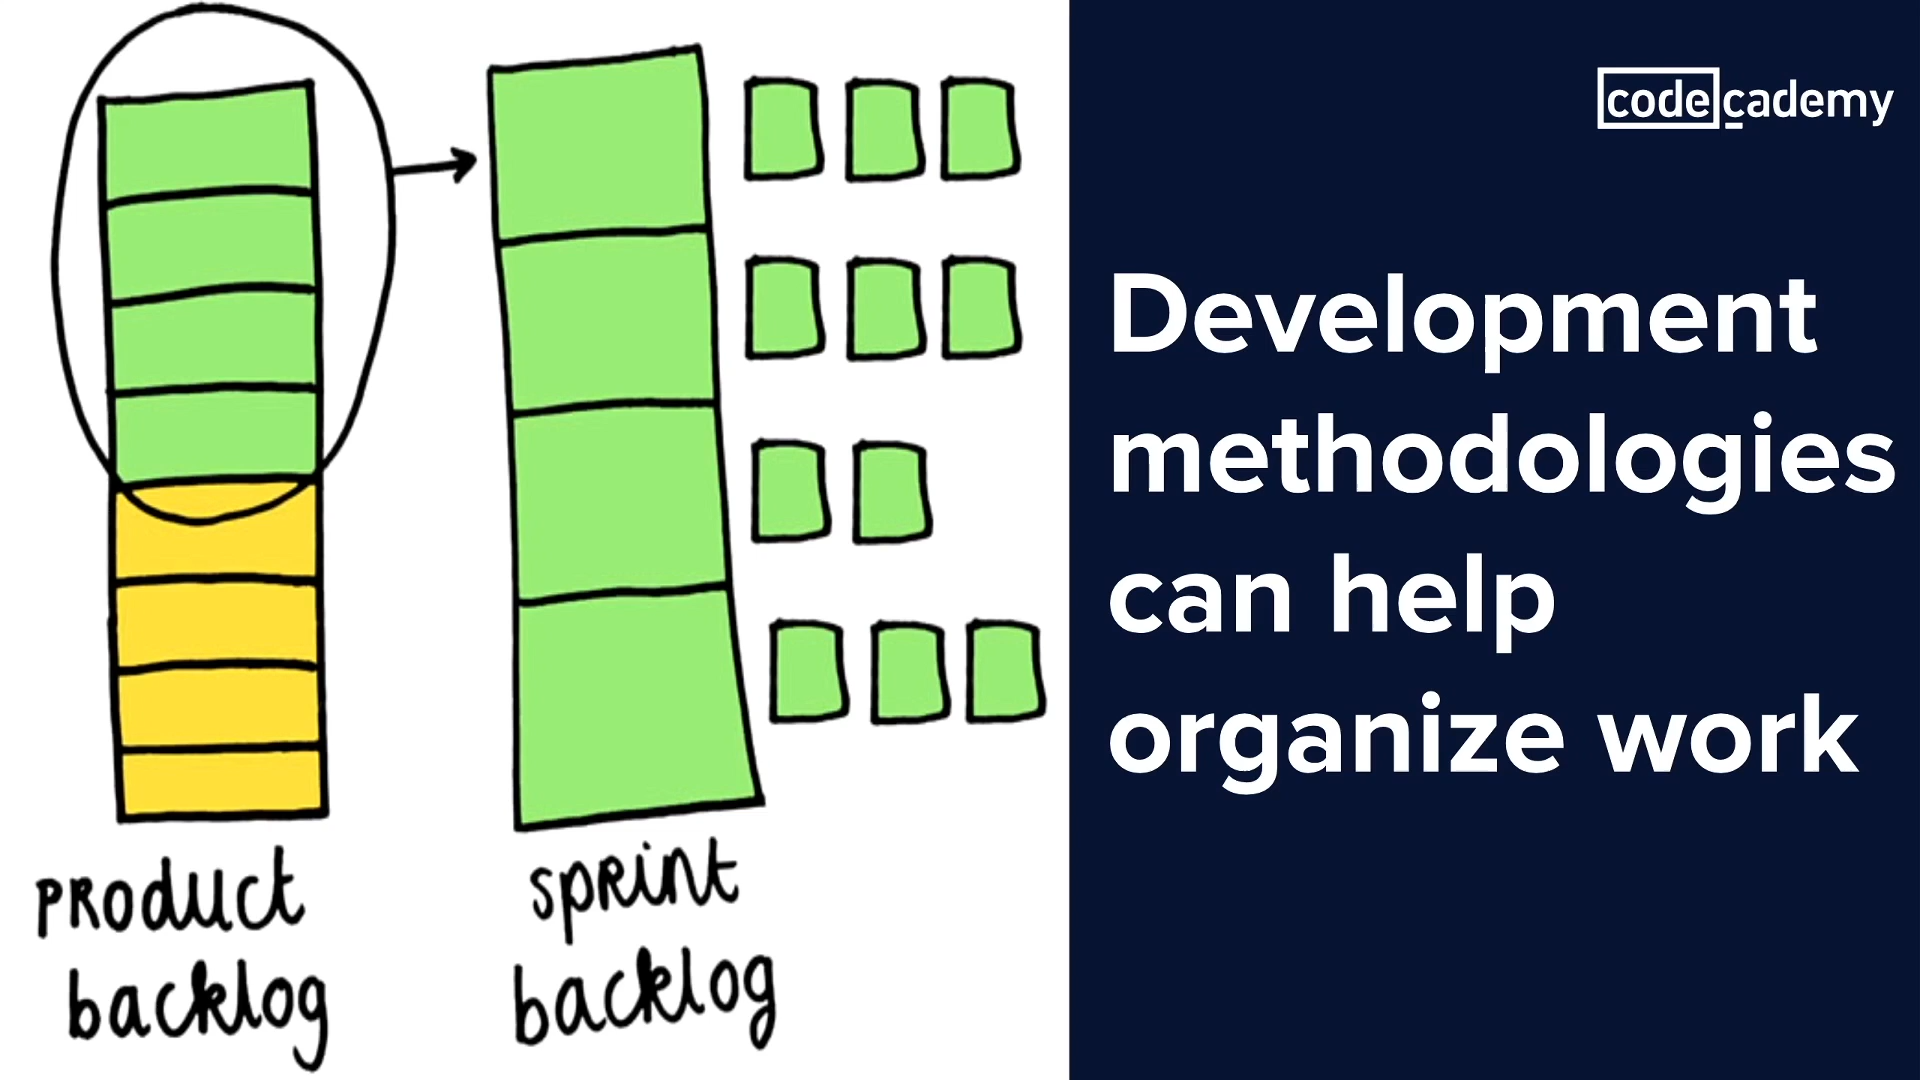 product
backlog
sprint
backlog
codecademy
Development
methodologies
can help
organize work